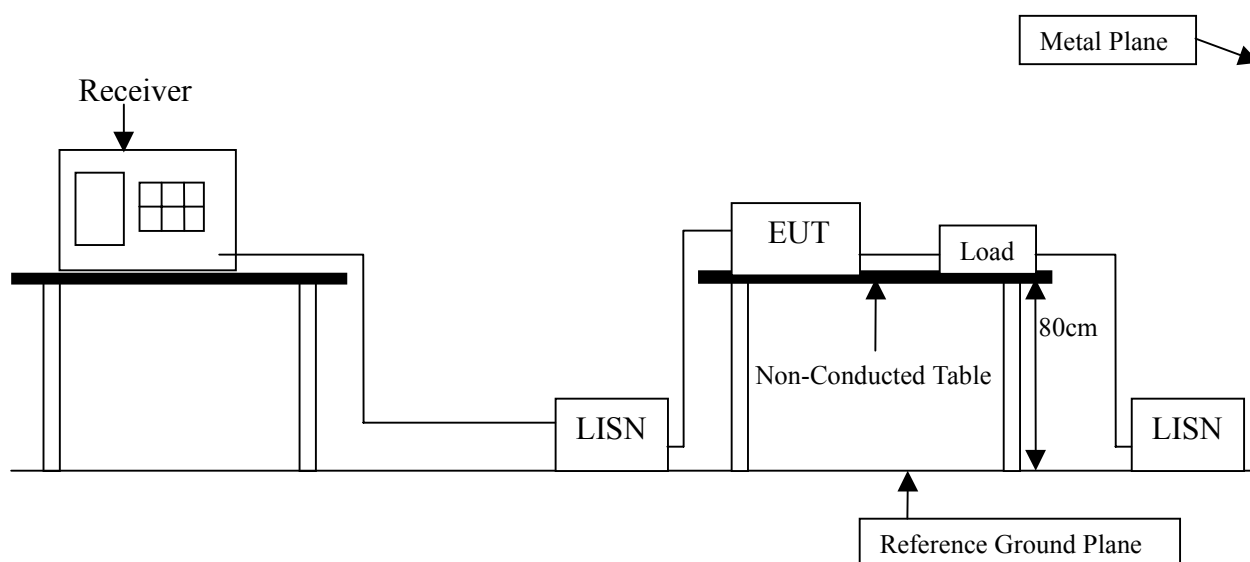 Metal Plane
Receiver
EUT
Load
80cm
Non-Conducted Table
LISN
LISN
Reference Ground Plane